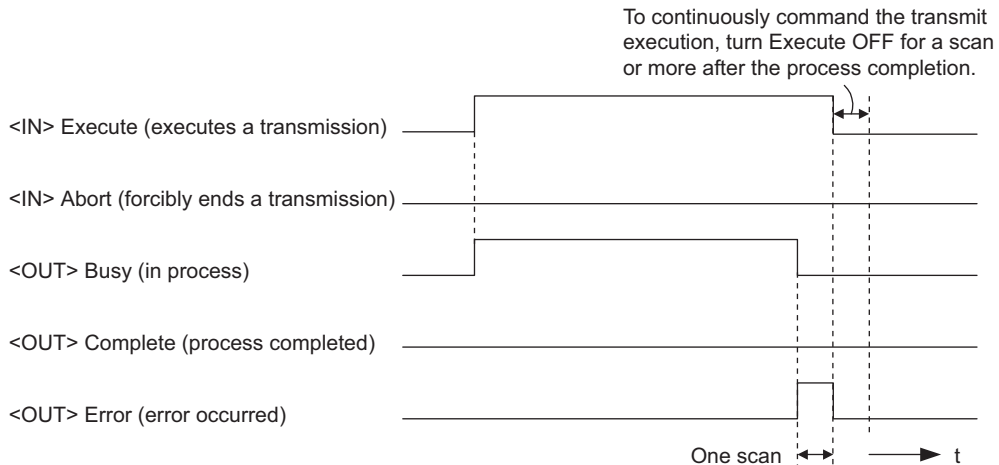 To continuously command the transmit
execution, turn Execute OFF for a scan
or more after the process completion.
<IN> Execute (executes a transmission)
<IN> Abort (forcibly ends a transmission)
<OUT> Busy (in process)
<OUT> Complete (process completed)
<OUT> Error (error occurred)
One scan
t